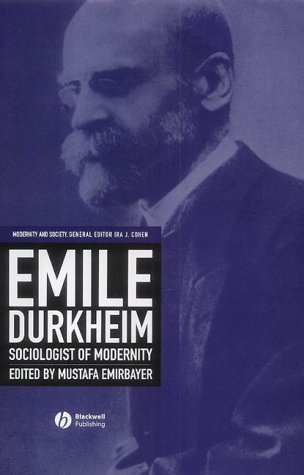 MODERNITY AND SOCIETY, GENERAL EDITOR IRA J. COHEN
EMILE
DURKHEIM
SOCIOLOGIST OF MODERNITY
EDITED BY MUSTAFA EMIRBAYER
Blackwell
Publishing